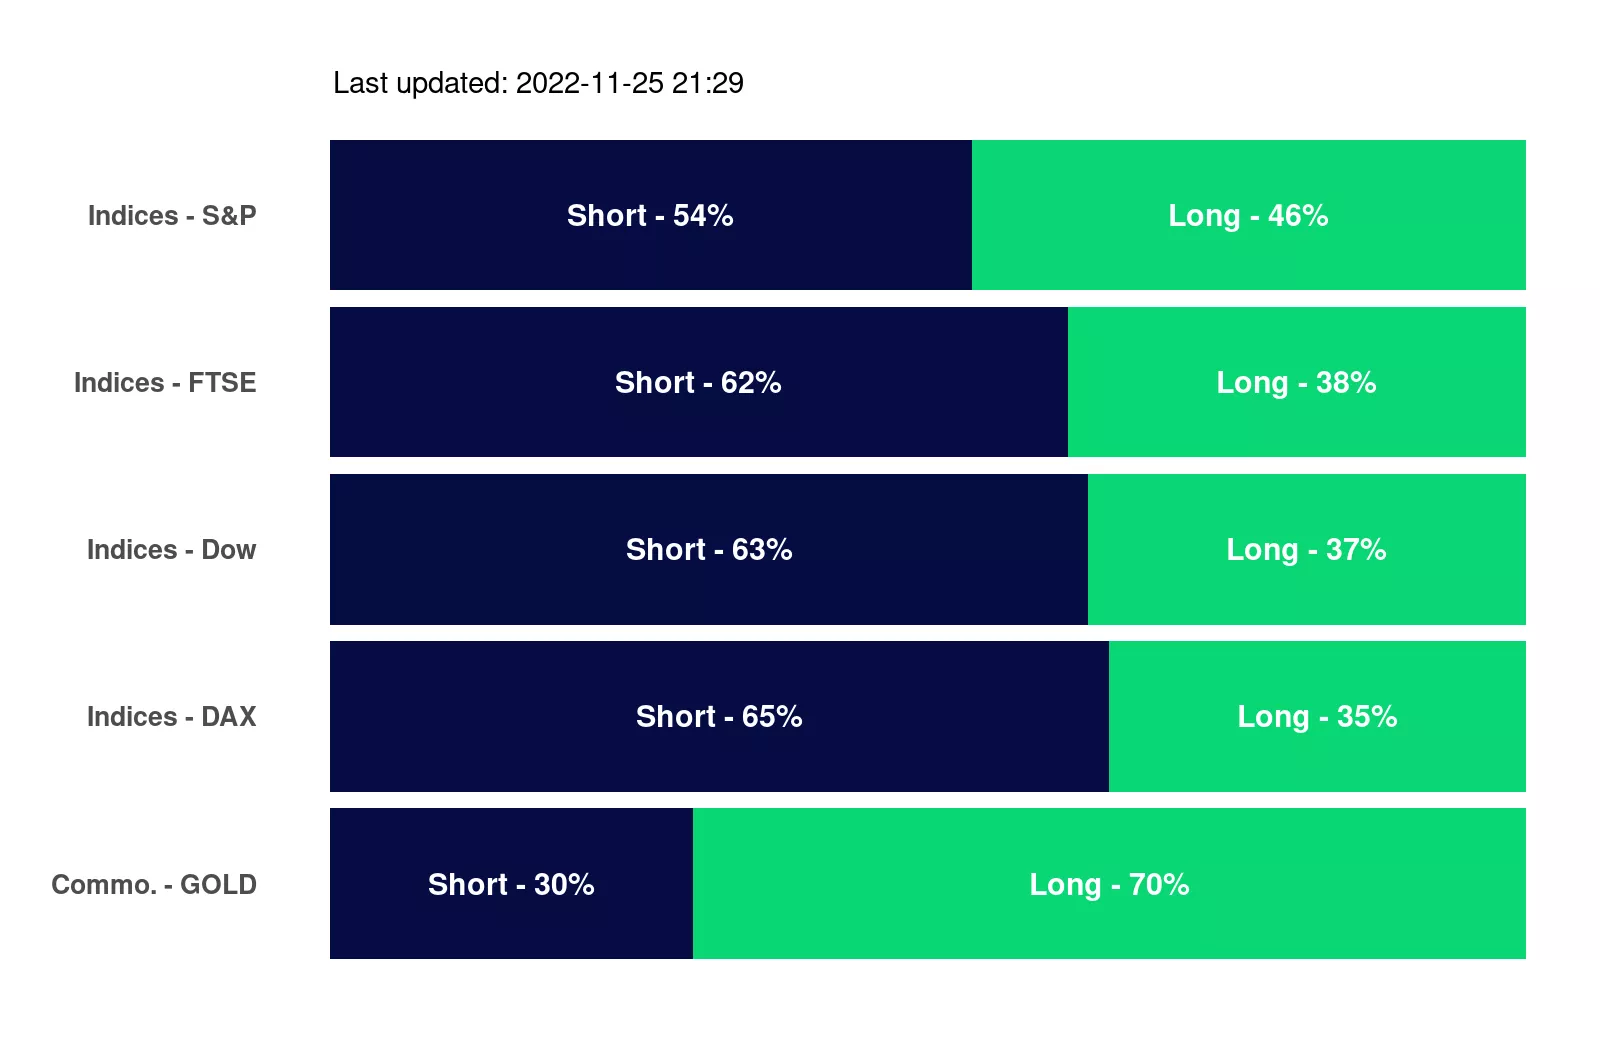 Last updated: 2022-11-25 21:29
Indices - S&P Short - 54% Long - 46%
Indices - FTSE Short - 62% Long - 38%
Indices - Dow Short - 63% Long - 37%
Indices - DAX Short - 65% Long - 35%
Commo. - GOLD Short - 30% Long - 70%